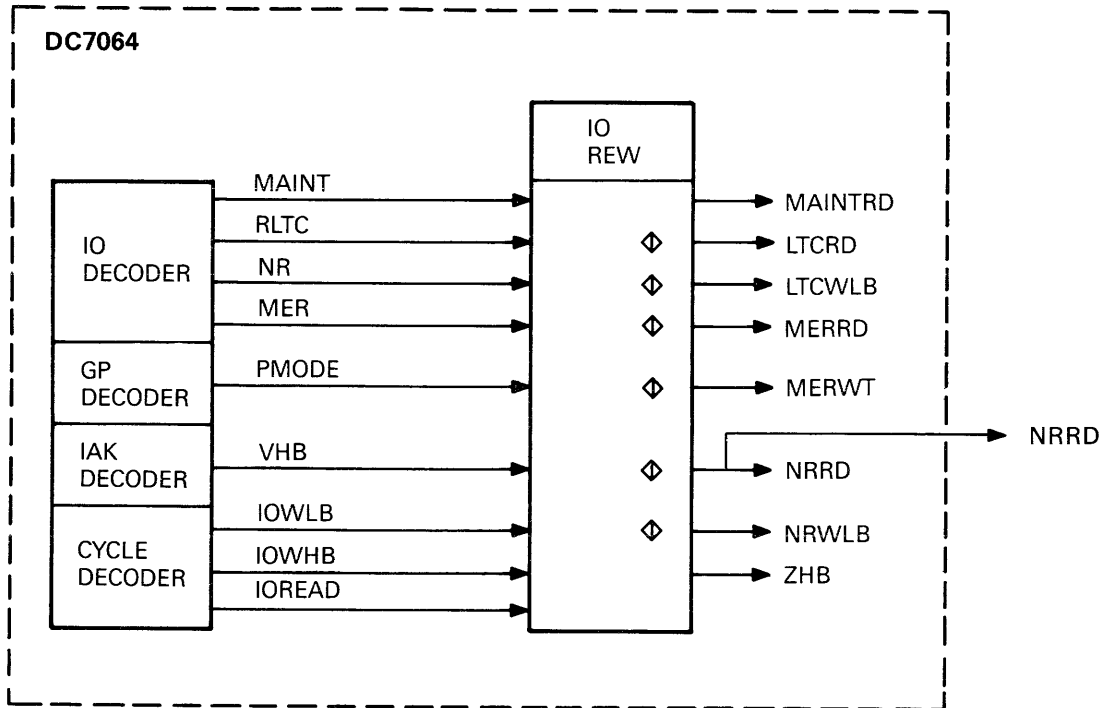 DC7064
IO
REW
IO
DECODER
GP
DECODER
IAK
DECODER
CYCLE
DECODER
MAINT
RLTC
NR
MER
PMODE
VHB
IOWLB
IOWHB
IOREAD
MAINTRD
LTCRD
LTCWLB
MERRD
MERWT
NRRD
NRWLB
ZHB
NRRD